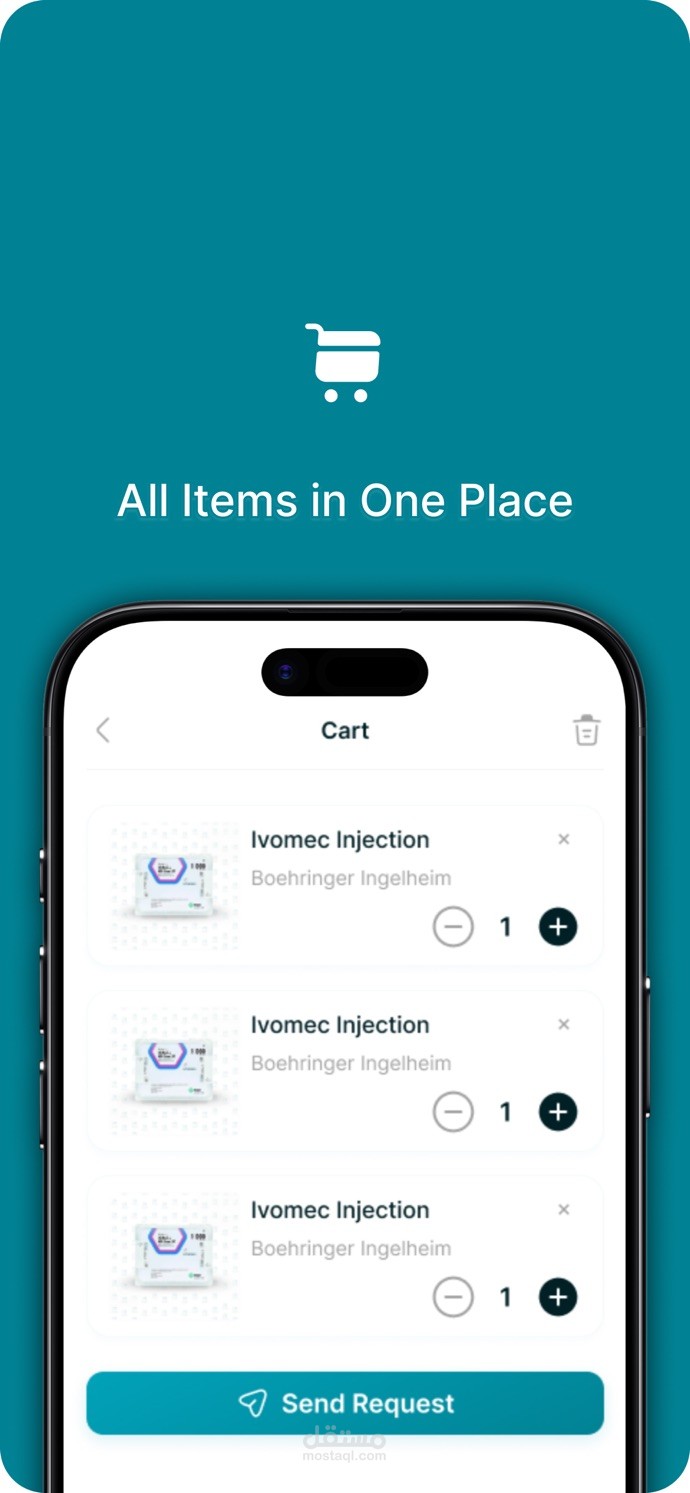 All Items in One Place
Cart
Ivomec Injection
Boehringer Ingelheim
1
Ivomec Injection
Boehringer Ingelheim
1
Ivomec Injection
Boehringer Ingelheim
1
Send Request
مستقل
mostaql.com